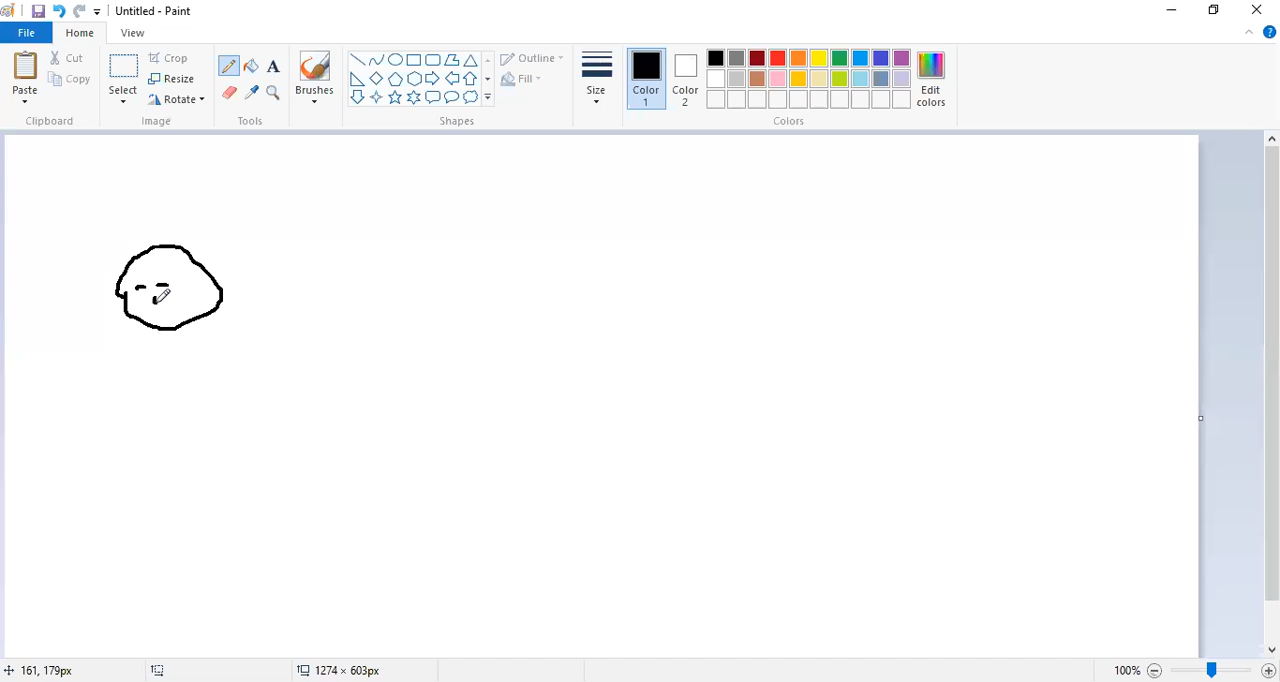 Untitled - Paint
File Home View
Paste Cut Copy Clipboard
Select Crop Resize Rotate Image
A Tools
Brushes
Outline Fill Shapes
Size
Color 1 Color 2 Edit colors Colors
161, 179px 1274 × 603px 100%